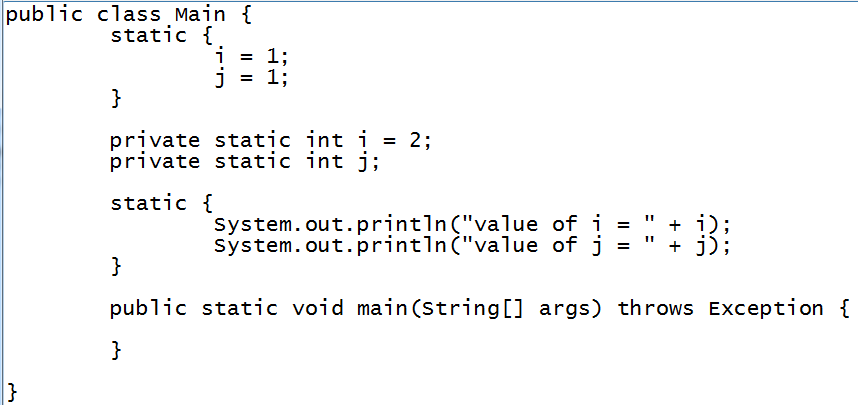 public class Main {
static {
i = 1;
j = 1;
}
private static int i = 2;
private static int j;
static {
System.out.println("value of i = " + i);
System.out.println("value of j = " + j);
}
public static void main(String[] args) throws Exception {
}
}